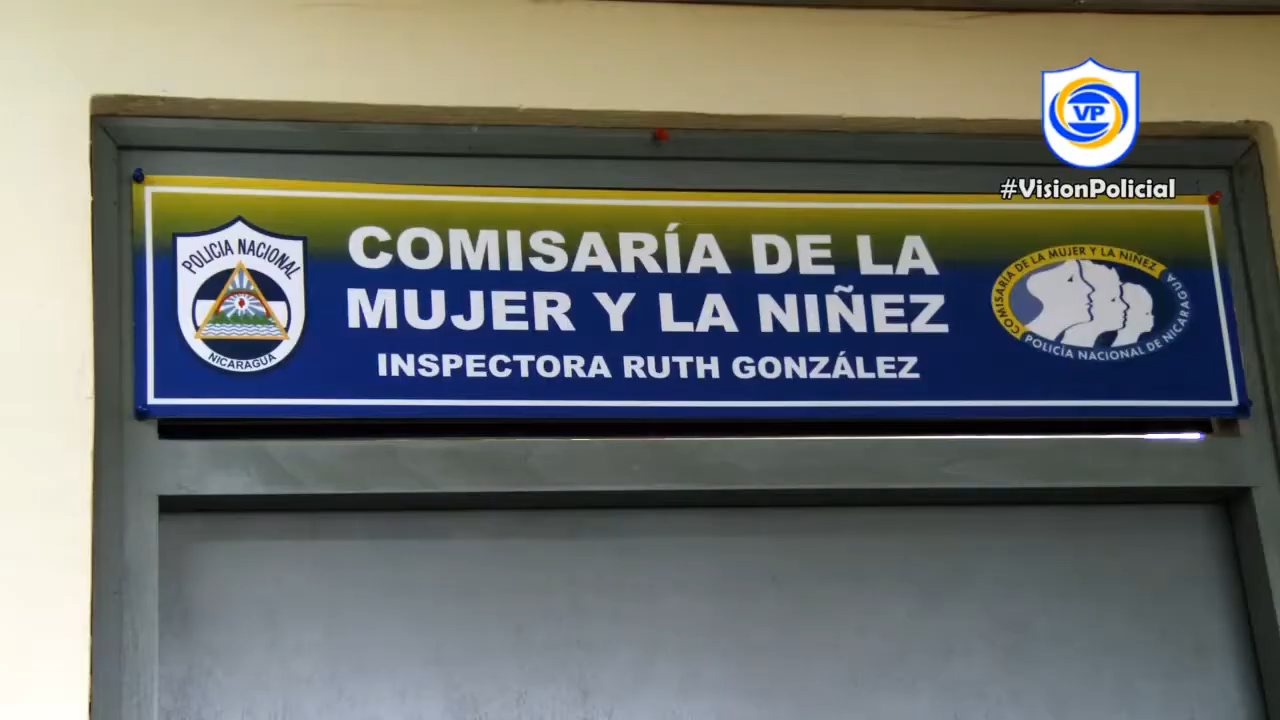 VP
#VisionPolicial
POLICIA NACIONAL
NICARAGUA
COMISARÍA DE LA
MUJER Y LA NIÑEZ
INSPECTORA RUTH GONZÁLEZ
COMISARÍA DE LA MUJER Y LA NIÑEZ
POLICÍA NACIONAL DE NICARAGUA